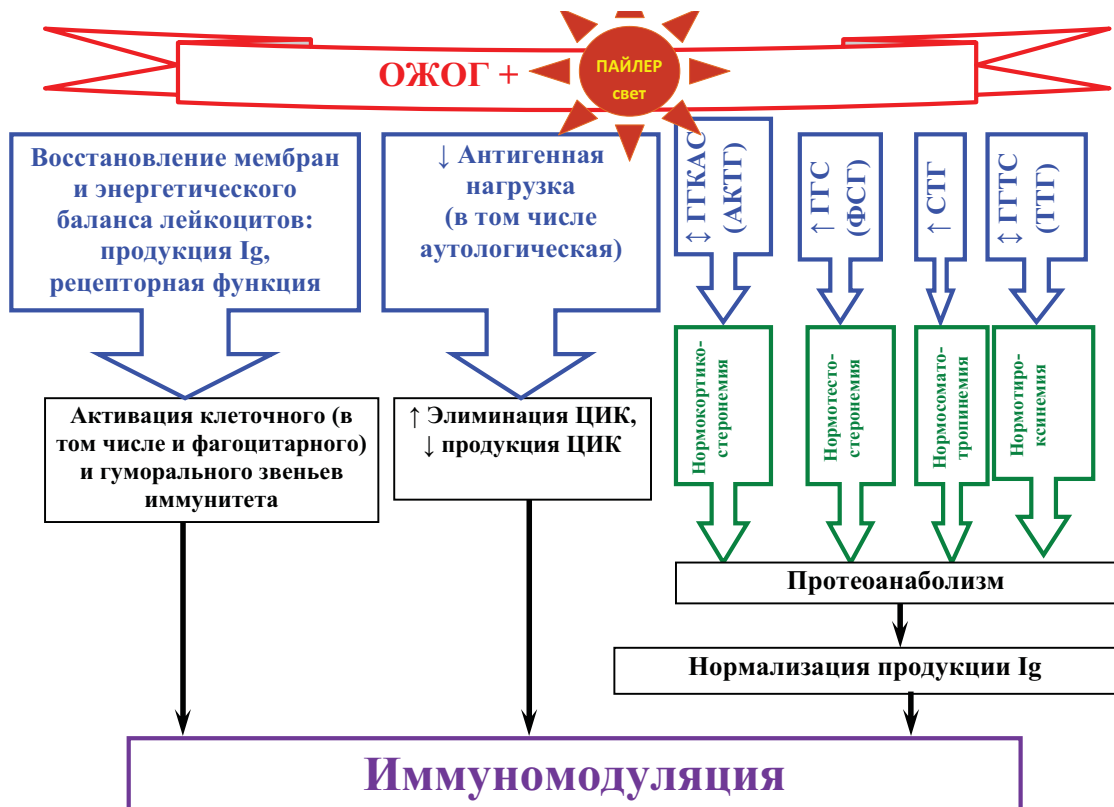 ОЖОГ +
ПАЙЛЕР
свет
Восстановление мембран
и энергетического
баланса лейкоцитов:
продукция Ig,
рецепторная функция
↓ Антигенная
нагрузка
(в том числе
аутологическая)
↕ ГГКАС
(АКТГ)
↑ ГГС
(ФСГ)
↑ СТГ
↕ ГГТС
(ТТГ)
Активация клеточного (в
том числе и фагоцитарного)
и гуморального звеньев
иммунитета
↑ Элиминация ЦИК,
↓ продукция ЦИК
Нормокортико-
стеронемия
Нормотесто-
стеронемия
Нормосомато-
тропинемия
Нормотиро-
ксинемия
Протеоанаболизм
Нормализация продукции Ig
Иммуномодуляция